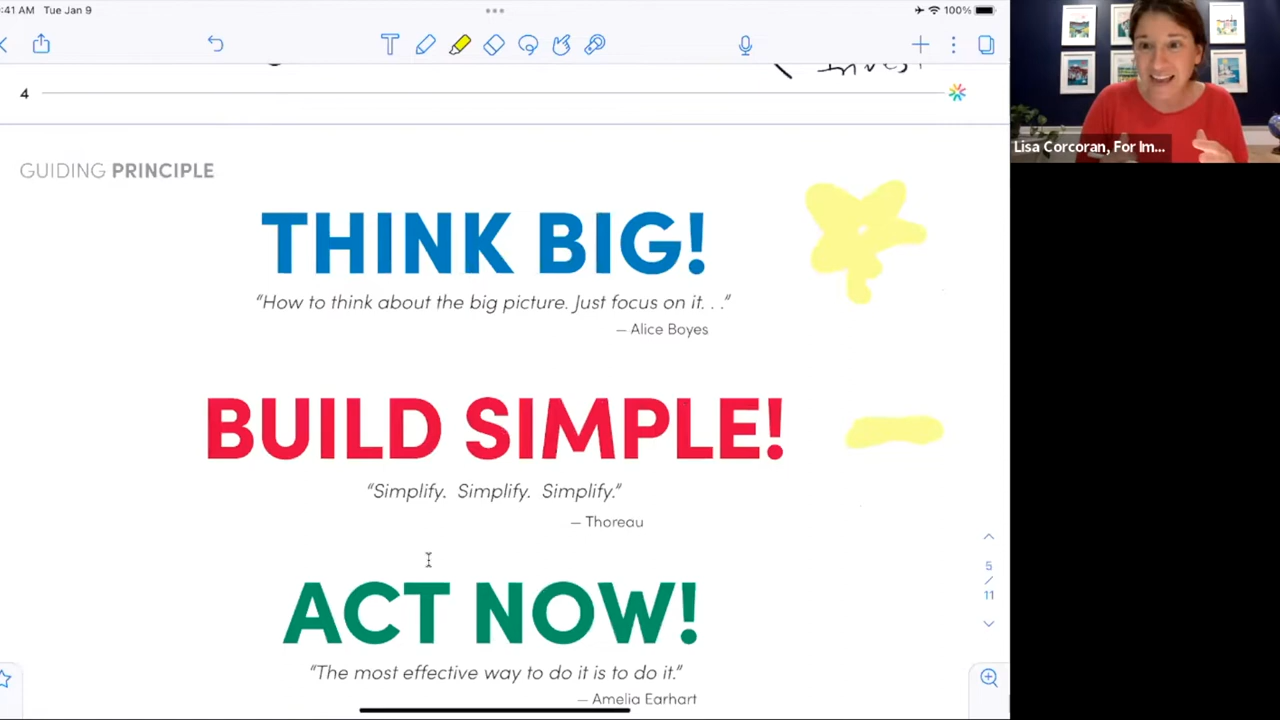 :41 AM Tue Jan 9
100%
Invest
4
GUIDING PRINCIPLE
THINK BIG!
“How to think about the big picture. Just focus on it. . .”
— Alice Boyes
BUILD SIMPLE!
“Simplify. Simplify. Simplify.”
— Thoreau
ACT NOW!
“The most effective way to do it is to do it.”
— Amelia Earhart
5
/
11
Lisa Corcoran, For Im...